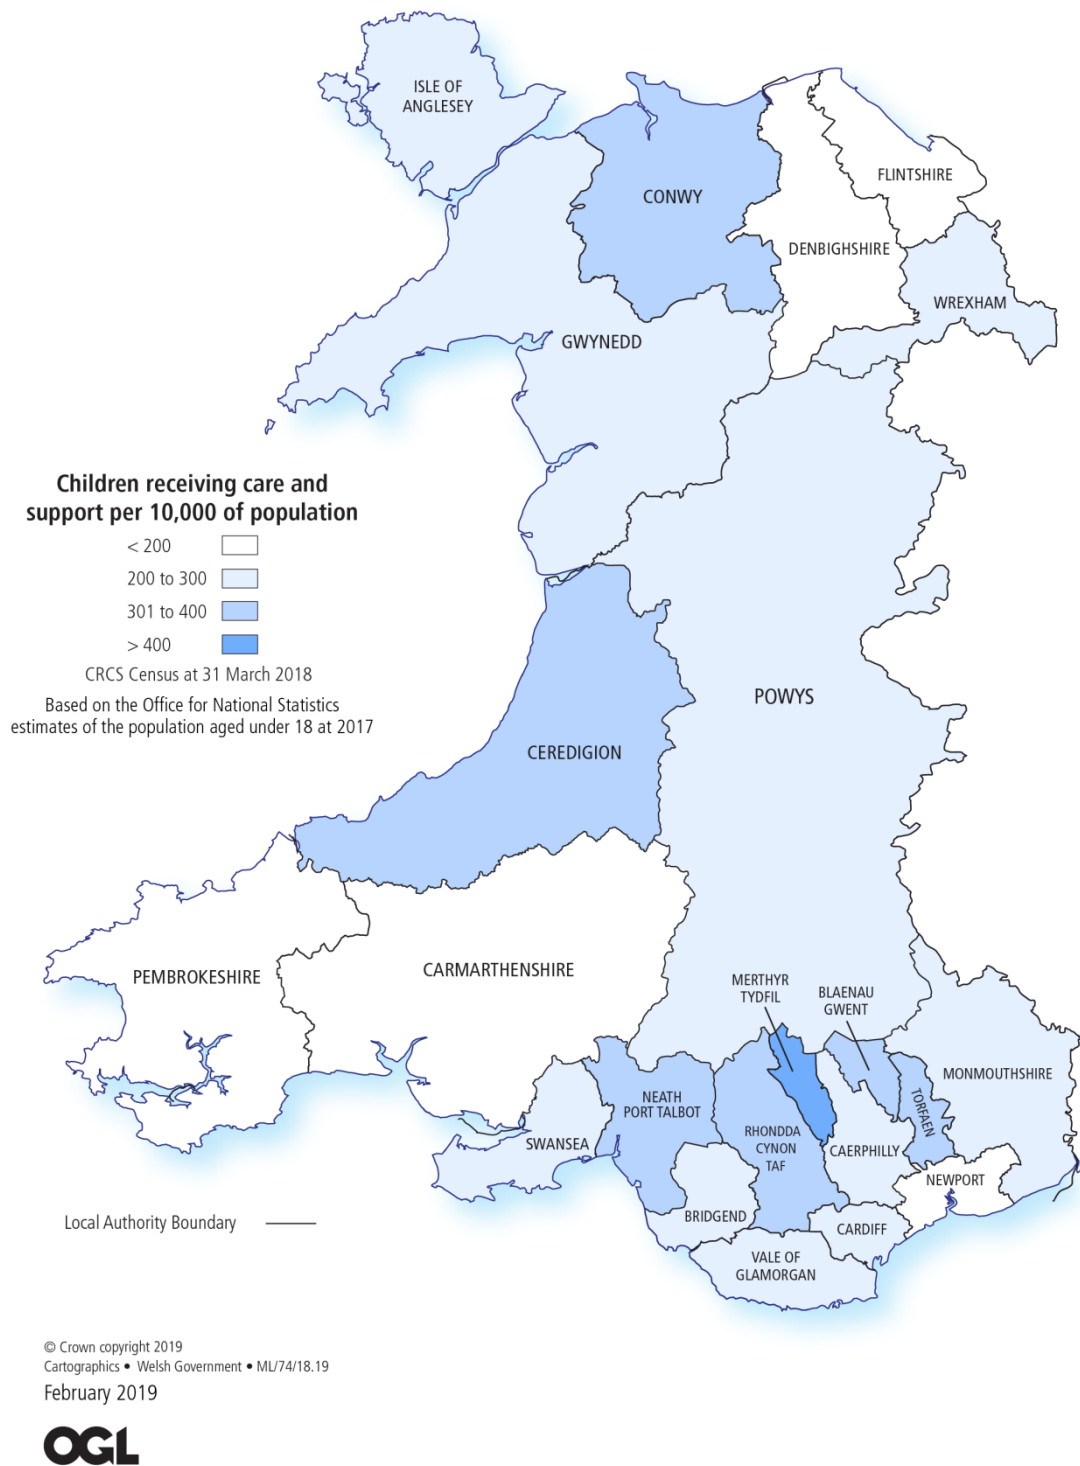 ISLE OF
ANGLESEY
FLINTSHIRE
CONWY
DENBIGHSHIRE
WREXHAM
GWYNEDD
Children receiving care and
support per 10,000 of population
< 200
200 to 300
301 to 400
> 400
CRCS Census at 31 March 2018
Based on the Office for National Statistics
estimates of the population aged under 18 at 2017
POWYS
CEREDIGION
PEMBROKESHIRE
CARMARTHENSHIRE
MERTHYR
TYDFIL
BLAENAU
GWENT
MONMOUTHSHIRE
NEATH
PORT TALBOT
TORFAEN
SWANSEA
RHONDDA
CYNON
TAF
CAERPHILLY
NEWPORT
BRIDGEND
CARDIFF
VALE OF
GLAMORGAN
Local Authority Boundary
© Crown copyright 2019
Cartographics • Welsh Government • ML/74/18.19
February 2019
OGL